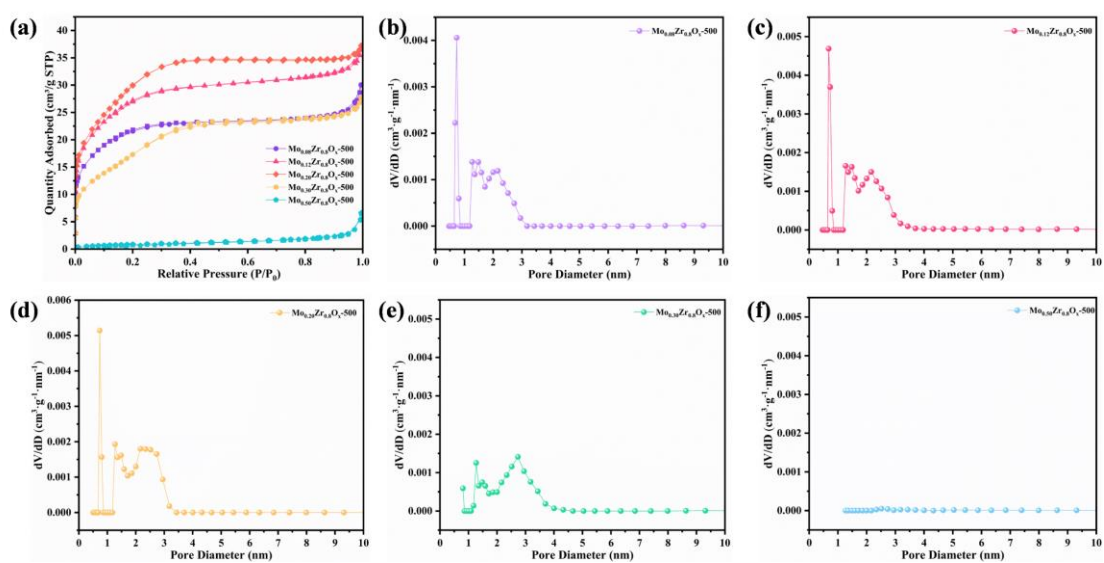 (a)
40
35
30
25
20
15
10
5
0
Quantity Adsorbed (cm³/g STP)
Mo₀.₀₈Zr₀.₈Oₓ-500
Mo₀.₁₂Zr₀.₈Oₓ-500
Mo₀.₂₀Zr₀.₈Oₓ-500
Mo₀.₃₀Zr₀.₈Oₓ-500
Mo₀.₅₀Zr₀.₈Oₓ-500
0.0 0.2 0.4 0.6 0.8 1.0
Relative Pressure (P/P₀)
(b)
Mo₀.₀₈Zr₀.₈Oₓ-500
0.004
0.003
0.002
0.001
0.000
dV/dD (cm³·g⁻¹·nm⁻¹)
0 1 2 3 4 5 6 7 8 9 10
Pore Diameter (nm)
(c)
Mo₀.₁₂Zr₀.₈Oₓ-500
0.005
0.004
0.003
0.002
0.001
0.000
dV/dD (cm³·g⁻¹·nm⁻¹)
0 1 2 3 4 5 6 7 8 9 10
Pore Diameter (nm)
(d)
Mo₀.₂₀Zr₀.₈Oₓ-500
0.006
0.005
0.004
0.003
0.002
0.001
0.000
dV/dD (cm³·g⁻¹·nm⁻¹)
0 1 2 3 4 5 6 7 8 9 10
Pore Diameter (nm)
(e)
Mo₀.₃₀Zr₀.₈Oₓ-500
0.005
0.004
0.003
0.002
0.001
0.000
dV/dD (cm³·g⁻¹·nm⁻¹)
0 1 2 3 4 5 6 7 8 9 10
Pore Diameter (nm)
(f)
Mo₀.₅₀Zr₀.₈Oₓ-500
0.005
0.004
0.003
0.002
0.001
0.000
dV/dD (cm³·g⁻¹·nm⁻¹)
0 1 2 3 4 5 6 7 8 9 10
Pore Diameter (nm)